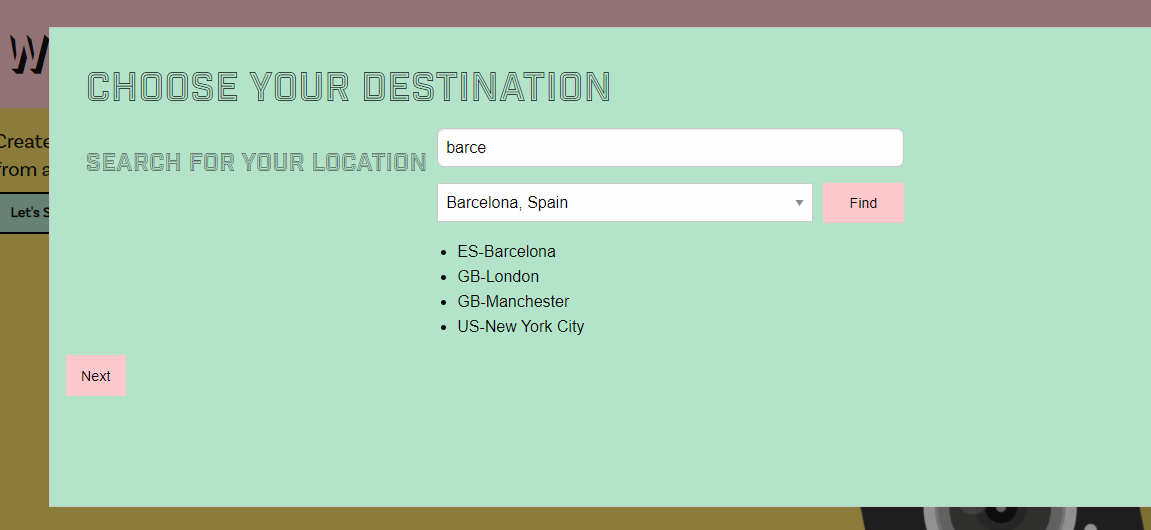 W
CHOOSE YOUR DESTINATION
Create
from a
SEARCH FOR YOUR LOCATION
barce
Barcelona, Spain
Find
Let's S
ES-Barcelona
GB-London
GB-Manchester
US-New York City
Next